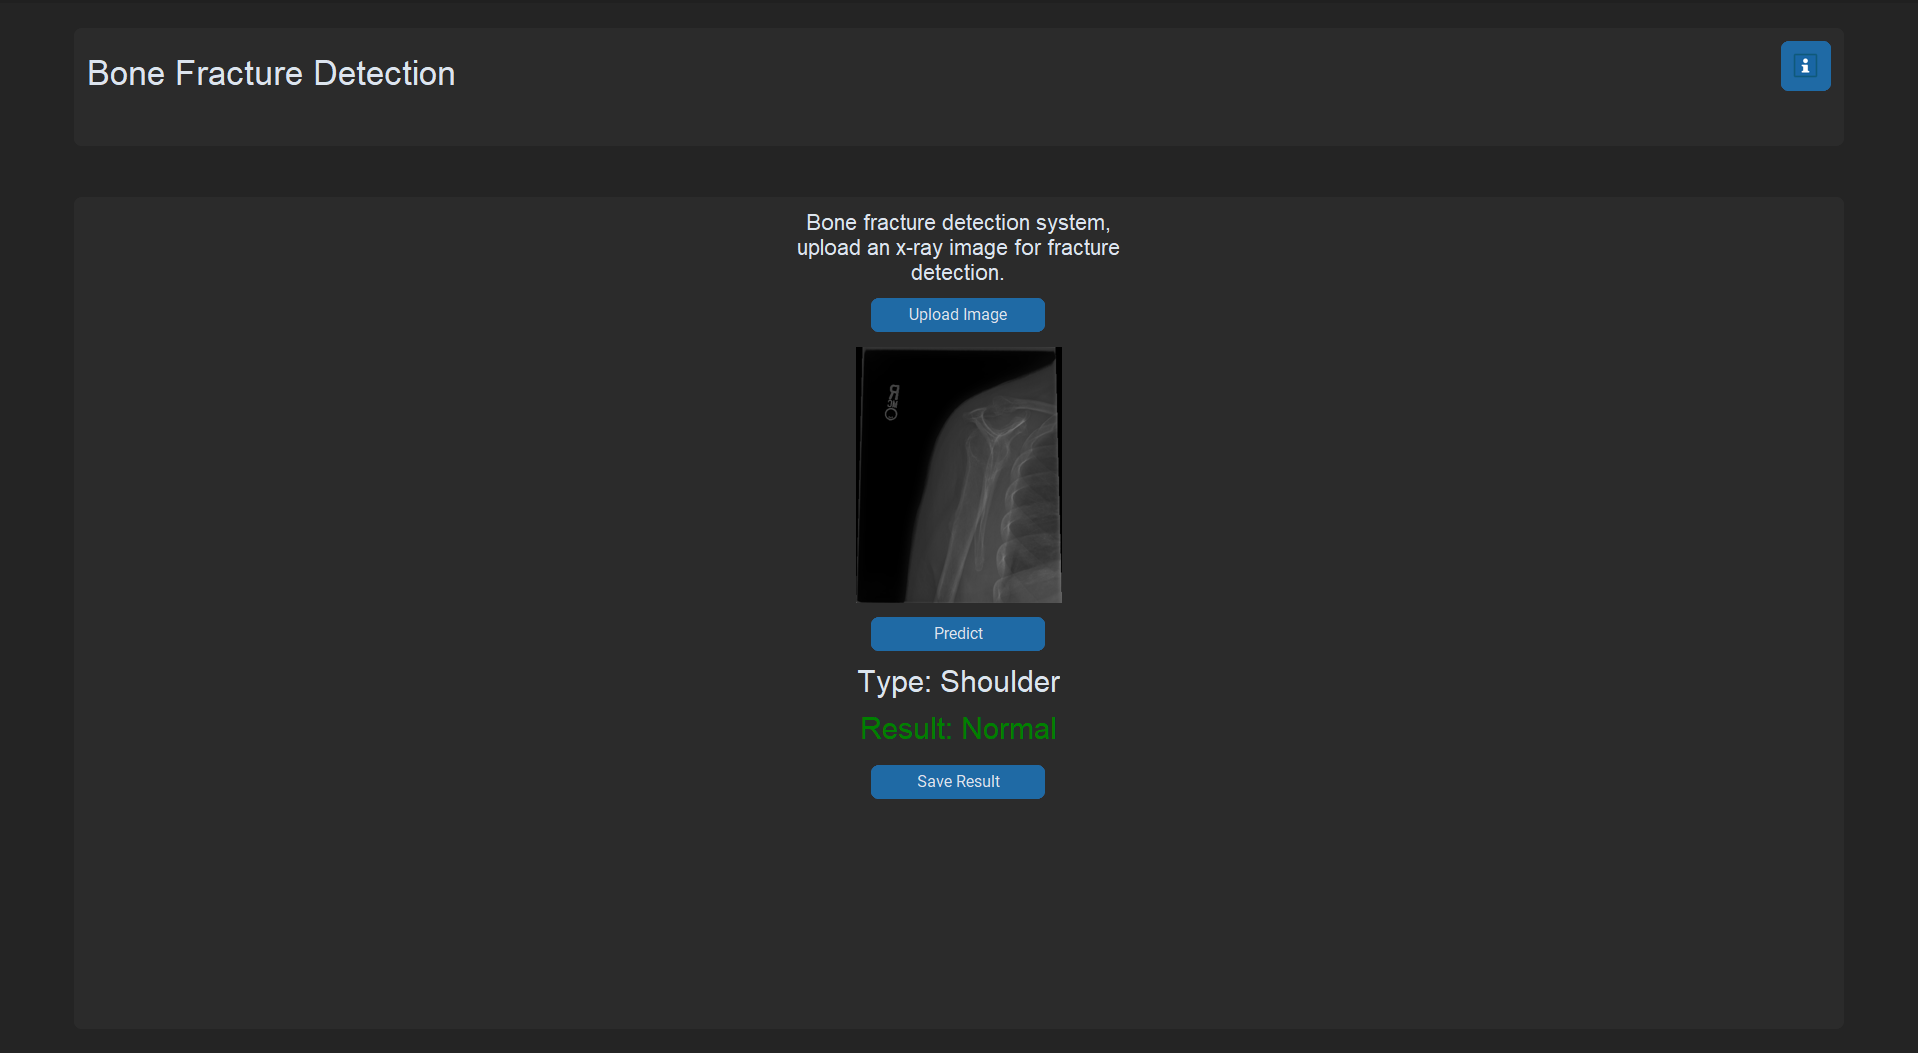 Bone Fracture Detection
Bone fracture detection system,
upload an x-ray image for fracture
detection.
Upload Image
Predict
Type: Shoulder
Result: Normal
Save Result